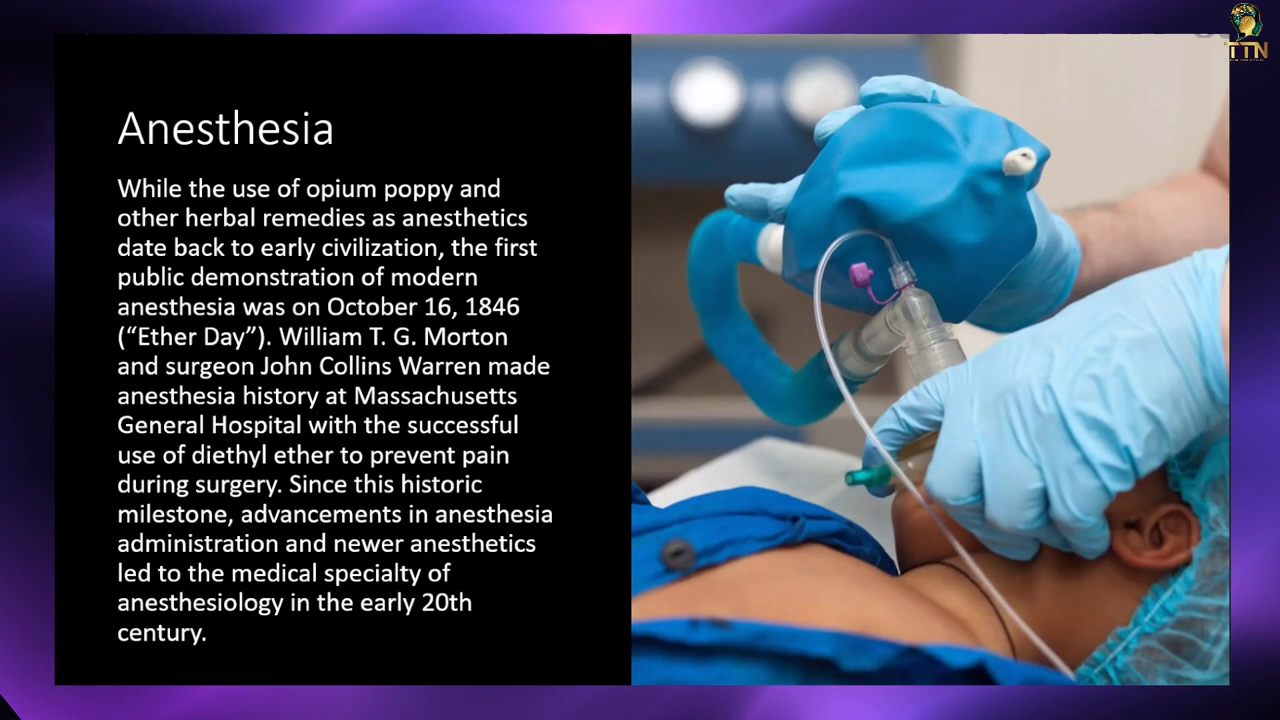 TTN
Anesthesia
While the use of opium poppy and
other herbal remedies as anesthetics
date back to early civilization, the first
public demonstration of modern
anesthesia was on October 16, 1846
(“Ether Day”). William T. G. Morton
and surgeon John Collins Warren made
anesthesia history at Massachusetts
General Hospital with the successful
use of diethyl ether to prevent pain
during surgery. Since this historic
milestone, advancements in anesthesia
administration and newer anesthetics
led to the medical specialty of
anesthesiology in the early 20th
century.